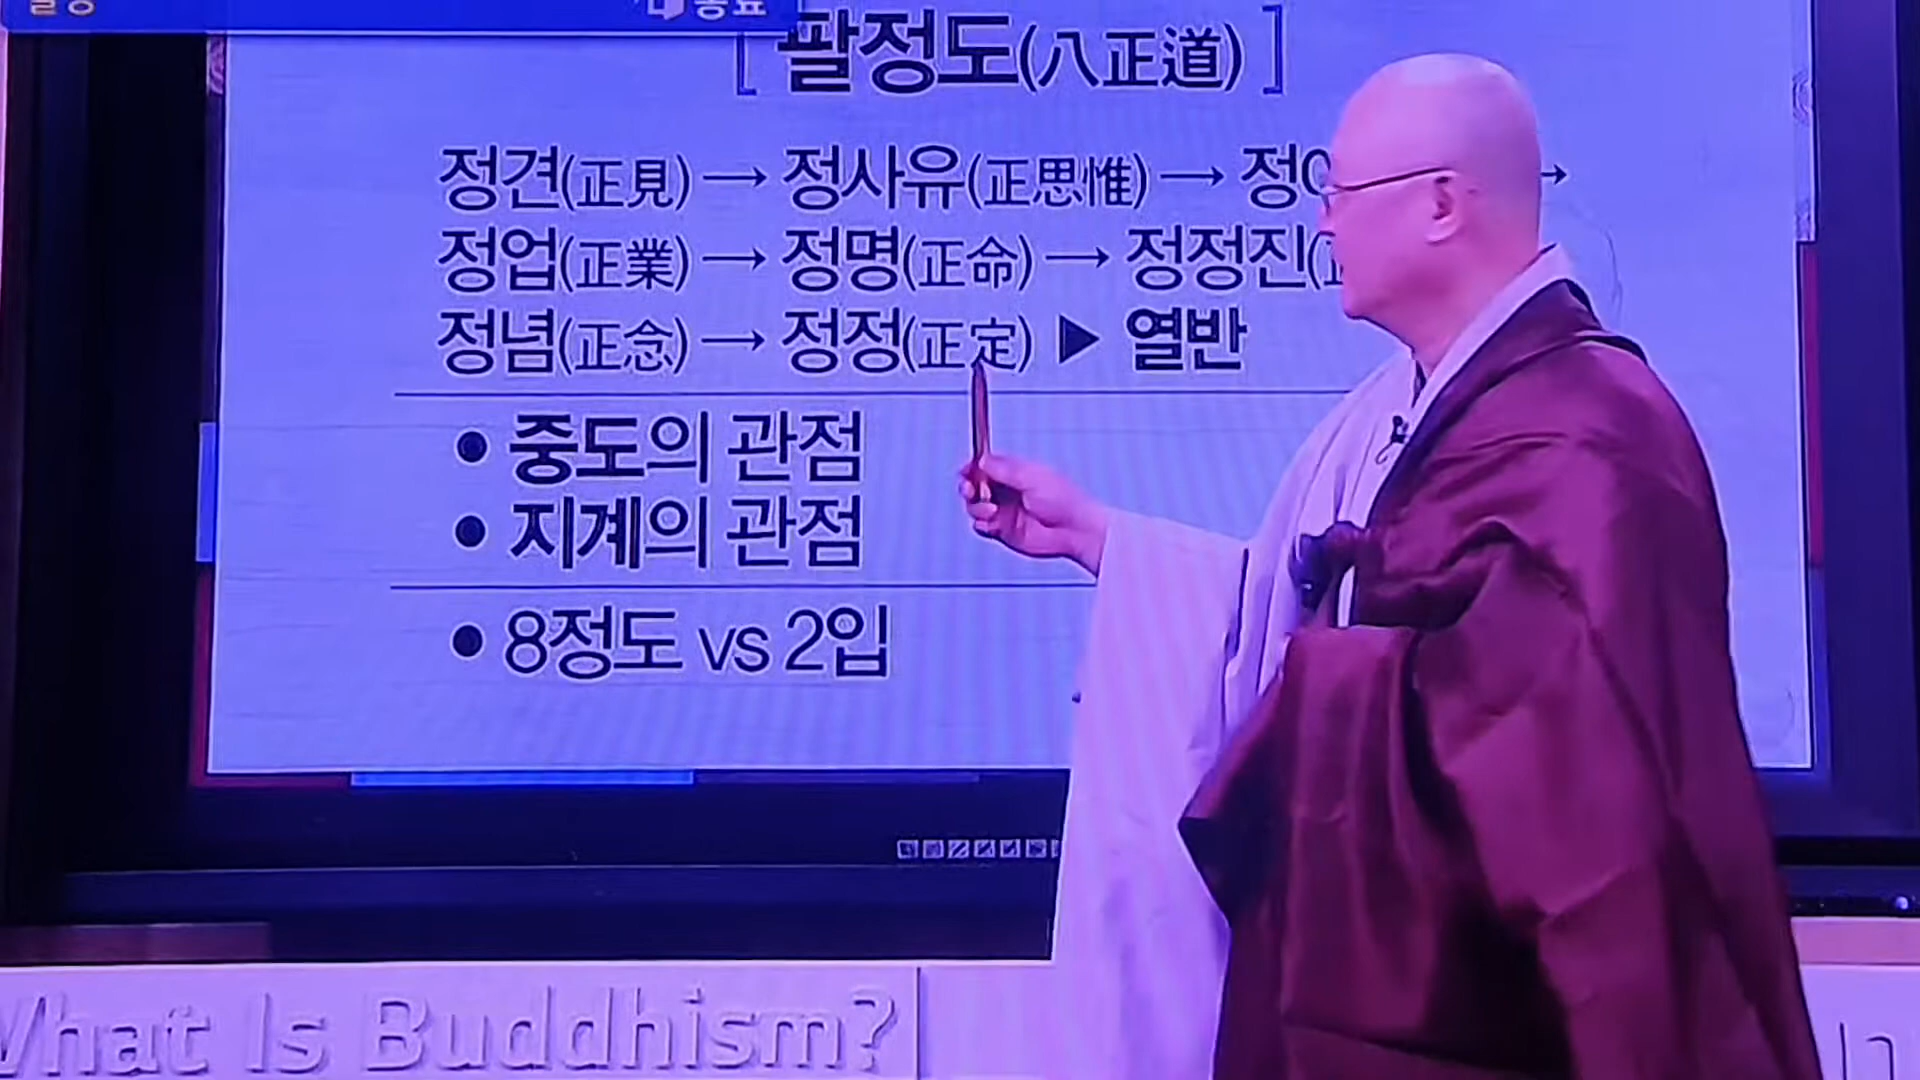 [ 팔정도(八正道) ]
정견(正見) → 정사유(正思惟) → →
정업(正業) → 정명(正命) → 정정진(
정념(正念) → 정정(正定) ▶ 열반
• 중도의 관점
• 지계의 관점
• 8정도 vs 2입
What Is Buddhism?